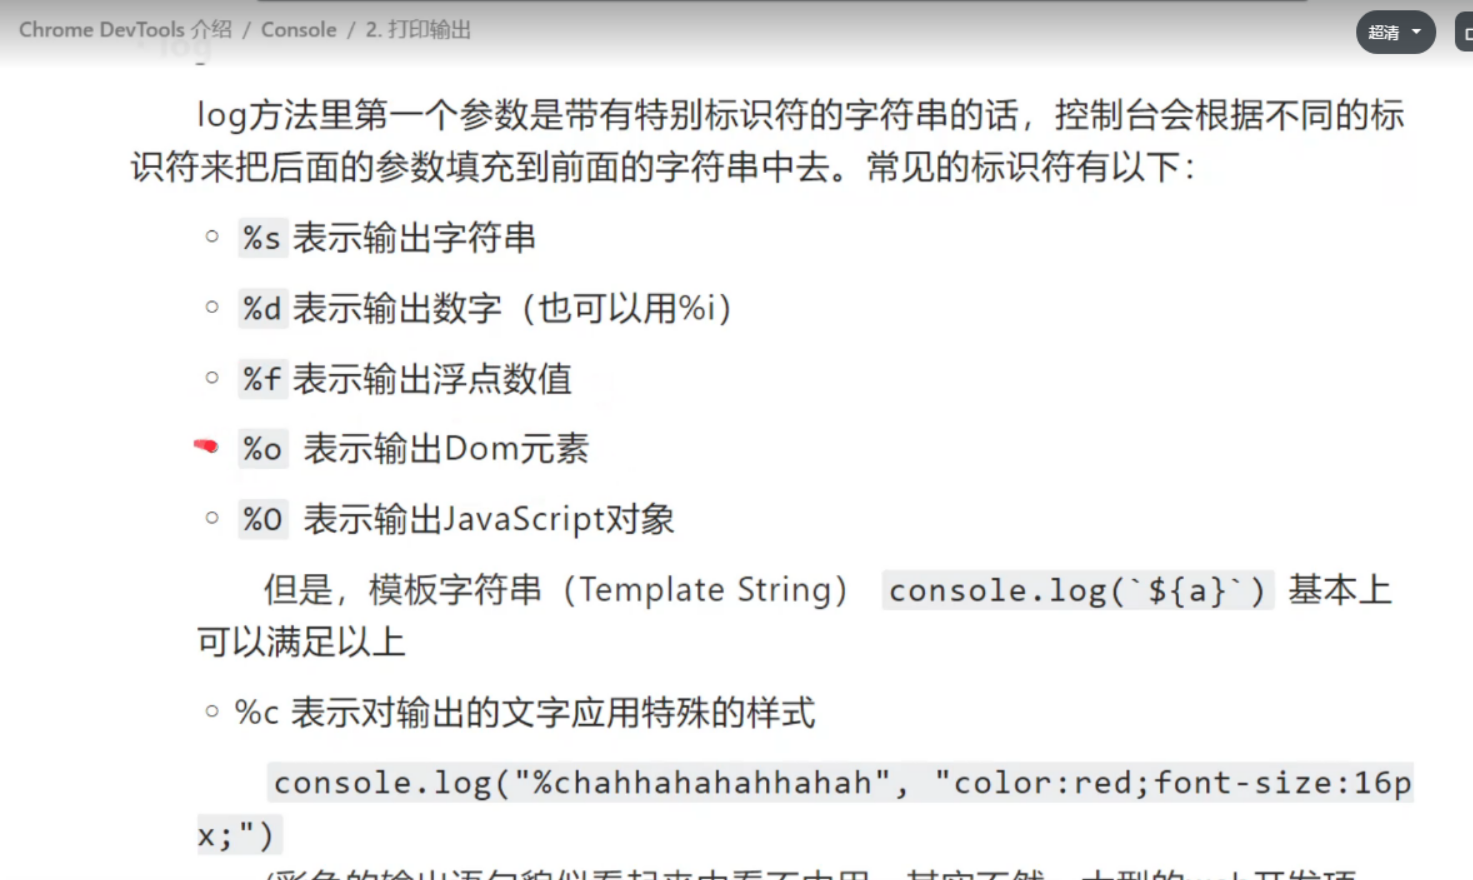 Chrome DevTools 介绍 / Console / 2. 打印输出
超清
log
log方法里第一个参数是带有特别标识符的字符串的话，控制台会根据不同的标
识符来把后面的参数填充到前面的字符串中去。常见的标识符有以下：
%s 表示输出字符串
%d 表示输出数字（也可以用%i）
%f 表示输出浮点数值
%o 表示输出Dom元素
%O 表示输出JavaScript对象
但是，模板字符串（Template String） console.log(`${a}`) 基本上
可以满足以上
%c 表示对输出的文字应用特殊的样式
console.log("%chahhahahahhahah", "color:red;font-size:16p
x;")